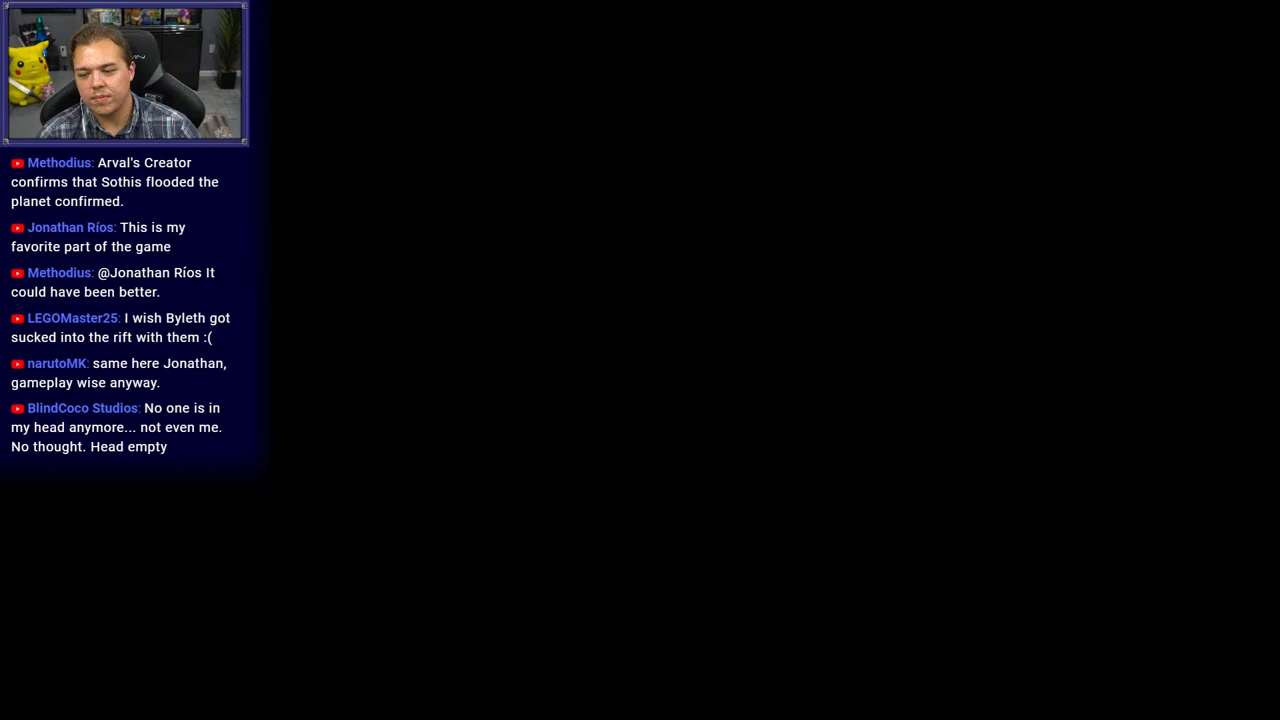 Methodius: Arval's Creator
confirms that Sothis flooded the
planet confirmed.
Jonathan Ríos: This is my
favorite part of the game
Methodius: @Jonathan Ríos It
could have been better.
LEGOMaster25: I wish Byleth got
sucked into the rift with them :(
narutoMK: same here Jonathan,
gameplay wise anyway.
BlindCoco Studios: No one is in
my head anymore... not even me.
No thought. Head empty